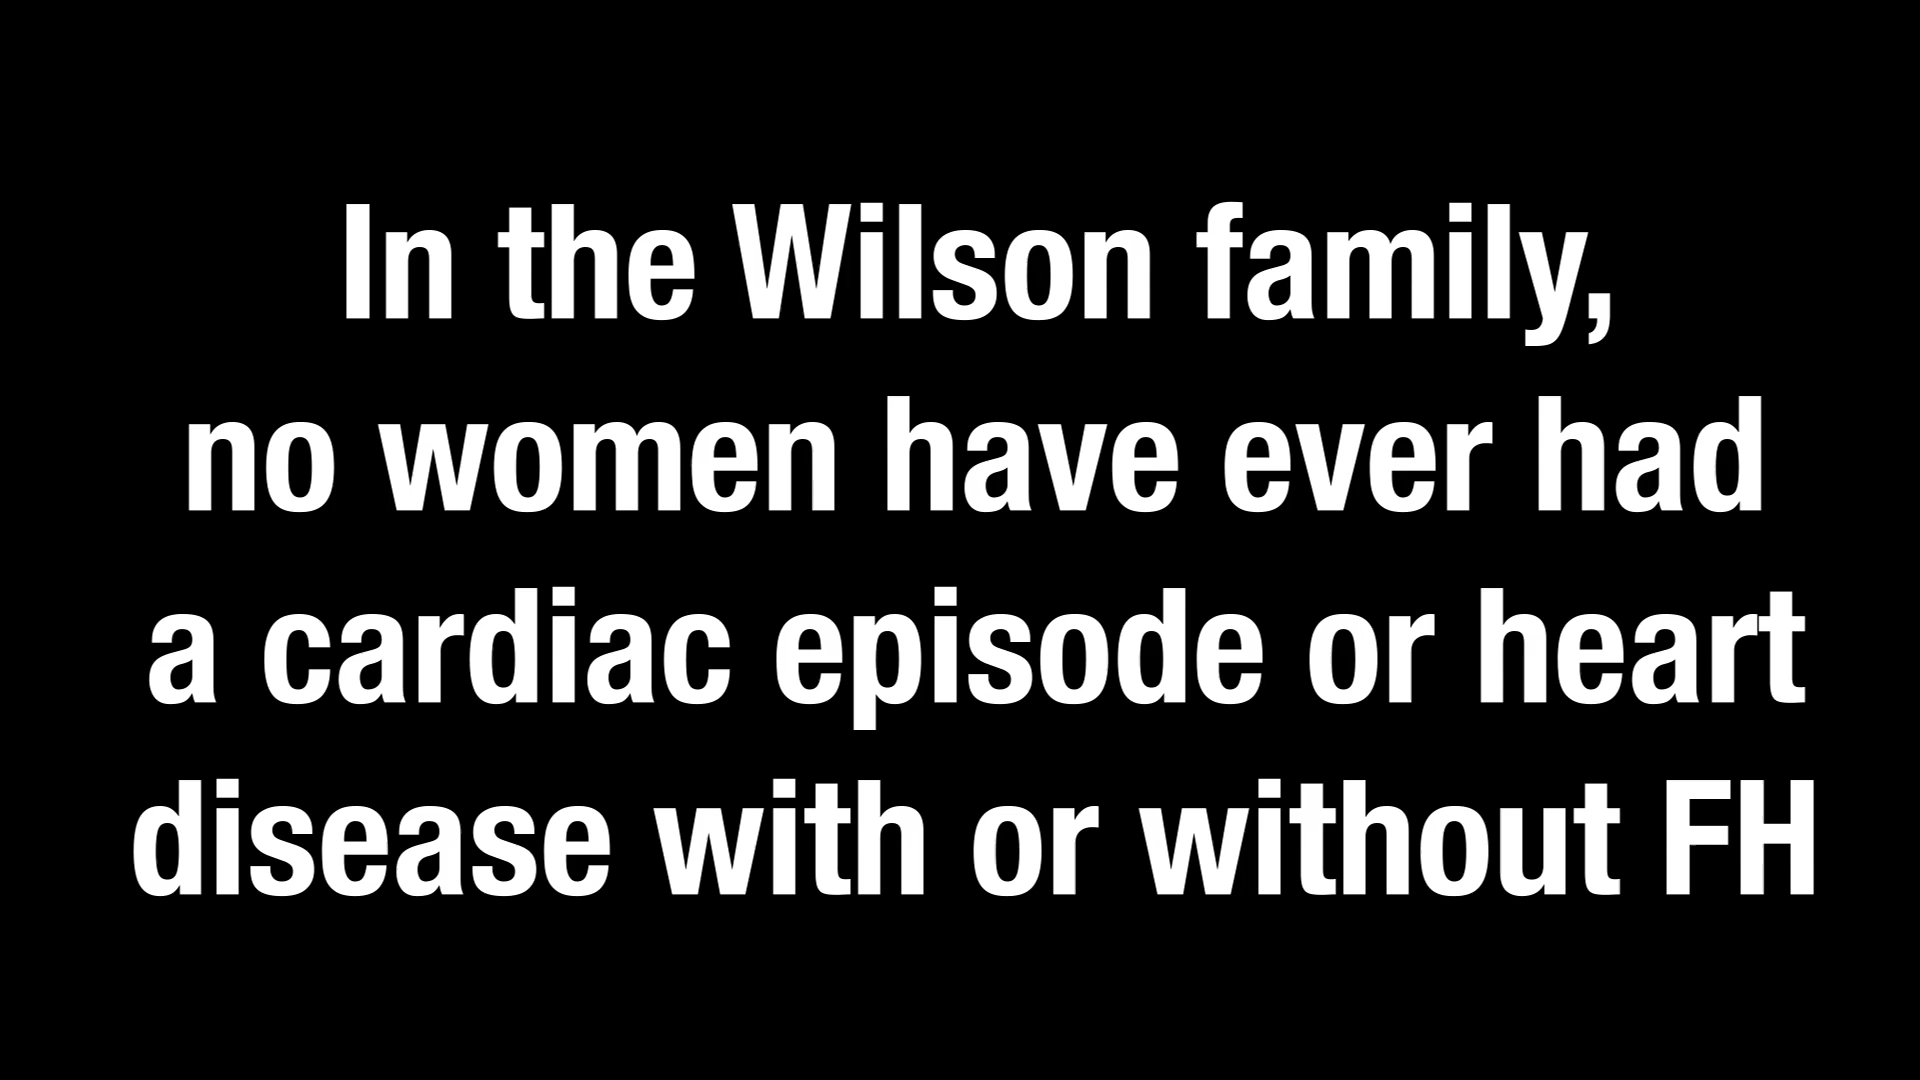 In the Wilson family,
no women have ever had
a cardiac episode or heart
disease with or without FH